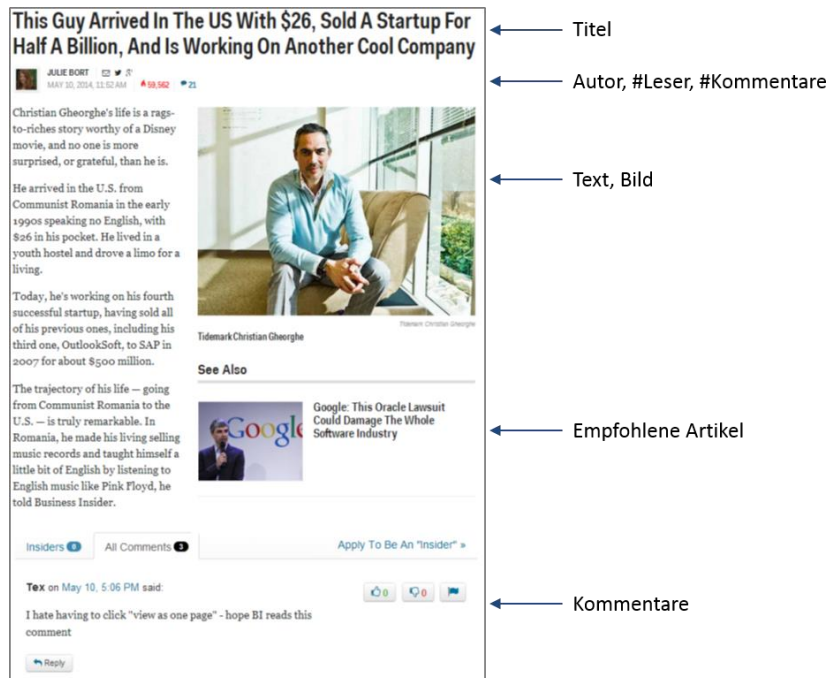 This Guy Arrived In The US With $26, Sold A Startup For
Half A Billion, And Is Working On Another Cool Company
Titel
JULIE BORT
MAY 10, 2014, 11:52 AM 59,562 21
Autor, #Leser, #Kommentare
Christian Gheorghe's life is a rags-
to-riches story worthy of a Disney
movie, and no one is more
surprised, or grateful, than he is.
He arrived in the U.S. from
Communist Romania in the early
1990s speaking no English, with
$26 in his pocket. He lived in a
youth hostel and drove a limo for a
living.
Today, he's working on his fourth
successful startup, having sold all
of his previous ones, including his
third one, OutlookSoft, to SAP in
2007 for about $500 million.
The trajectory of his life — going
from Communist Romania to the
U.S. — is truly remarkable. In
Romania, he made his living selling
music records and taught himself a
little bit of English by listening to
English music like Pink Floyd, he
told Business Insider.
Text, Bild
Tidemark Christian Gheorghe
Tidemark Christian Gheorghe
See Also
Google
Google: This Oracle Lawsuit
Could Damage The Whole
Software Industry
Empfohlene Artikel
Insiders 0 All Comments 3 Apply To Be An "Insider" »
Tex on May 10, 5:06 PM said:
0 0
I hate having to click "view as one page" - hope BI reads this
comment
Reply
Kommentare